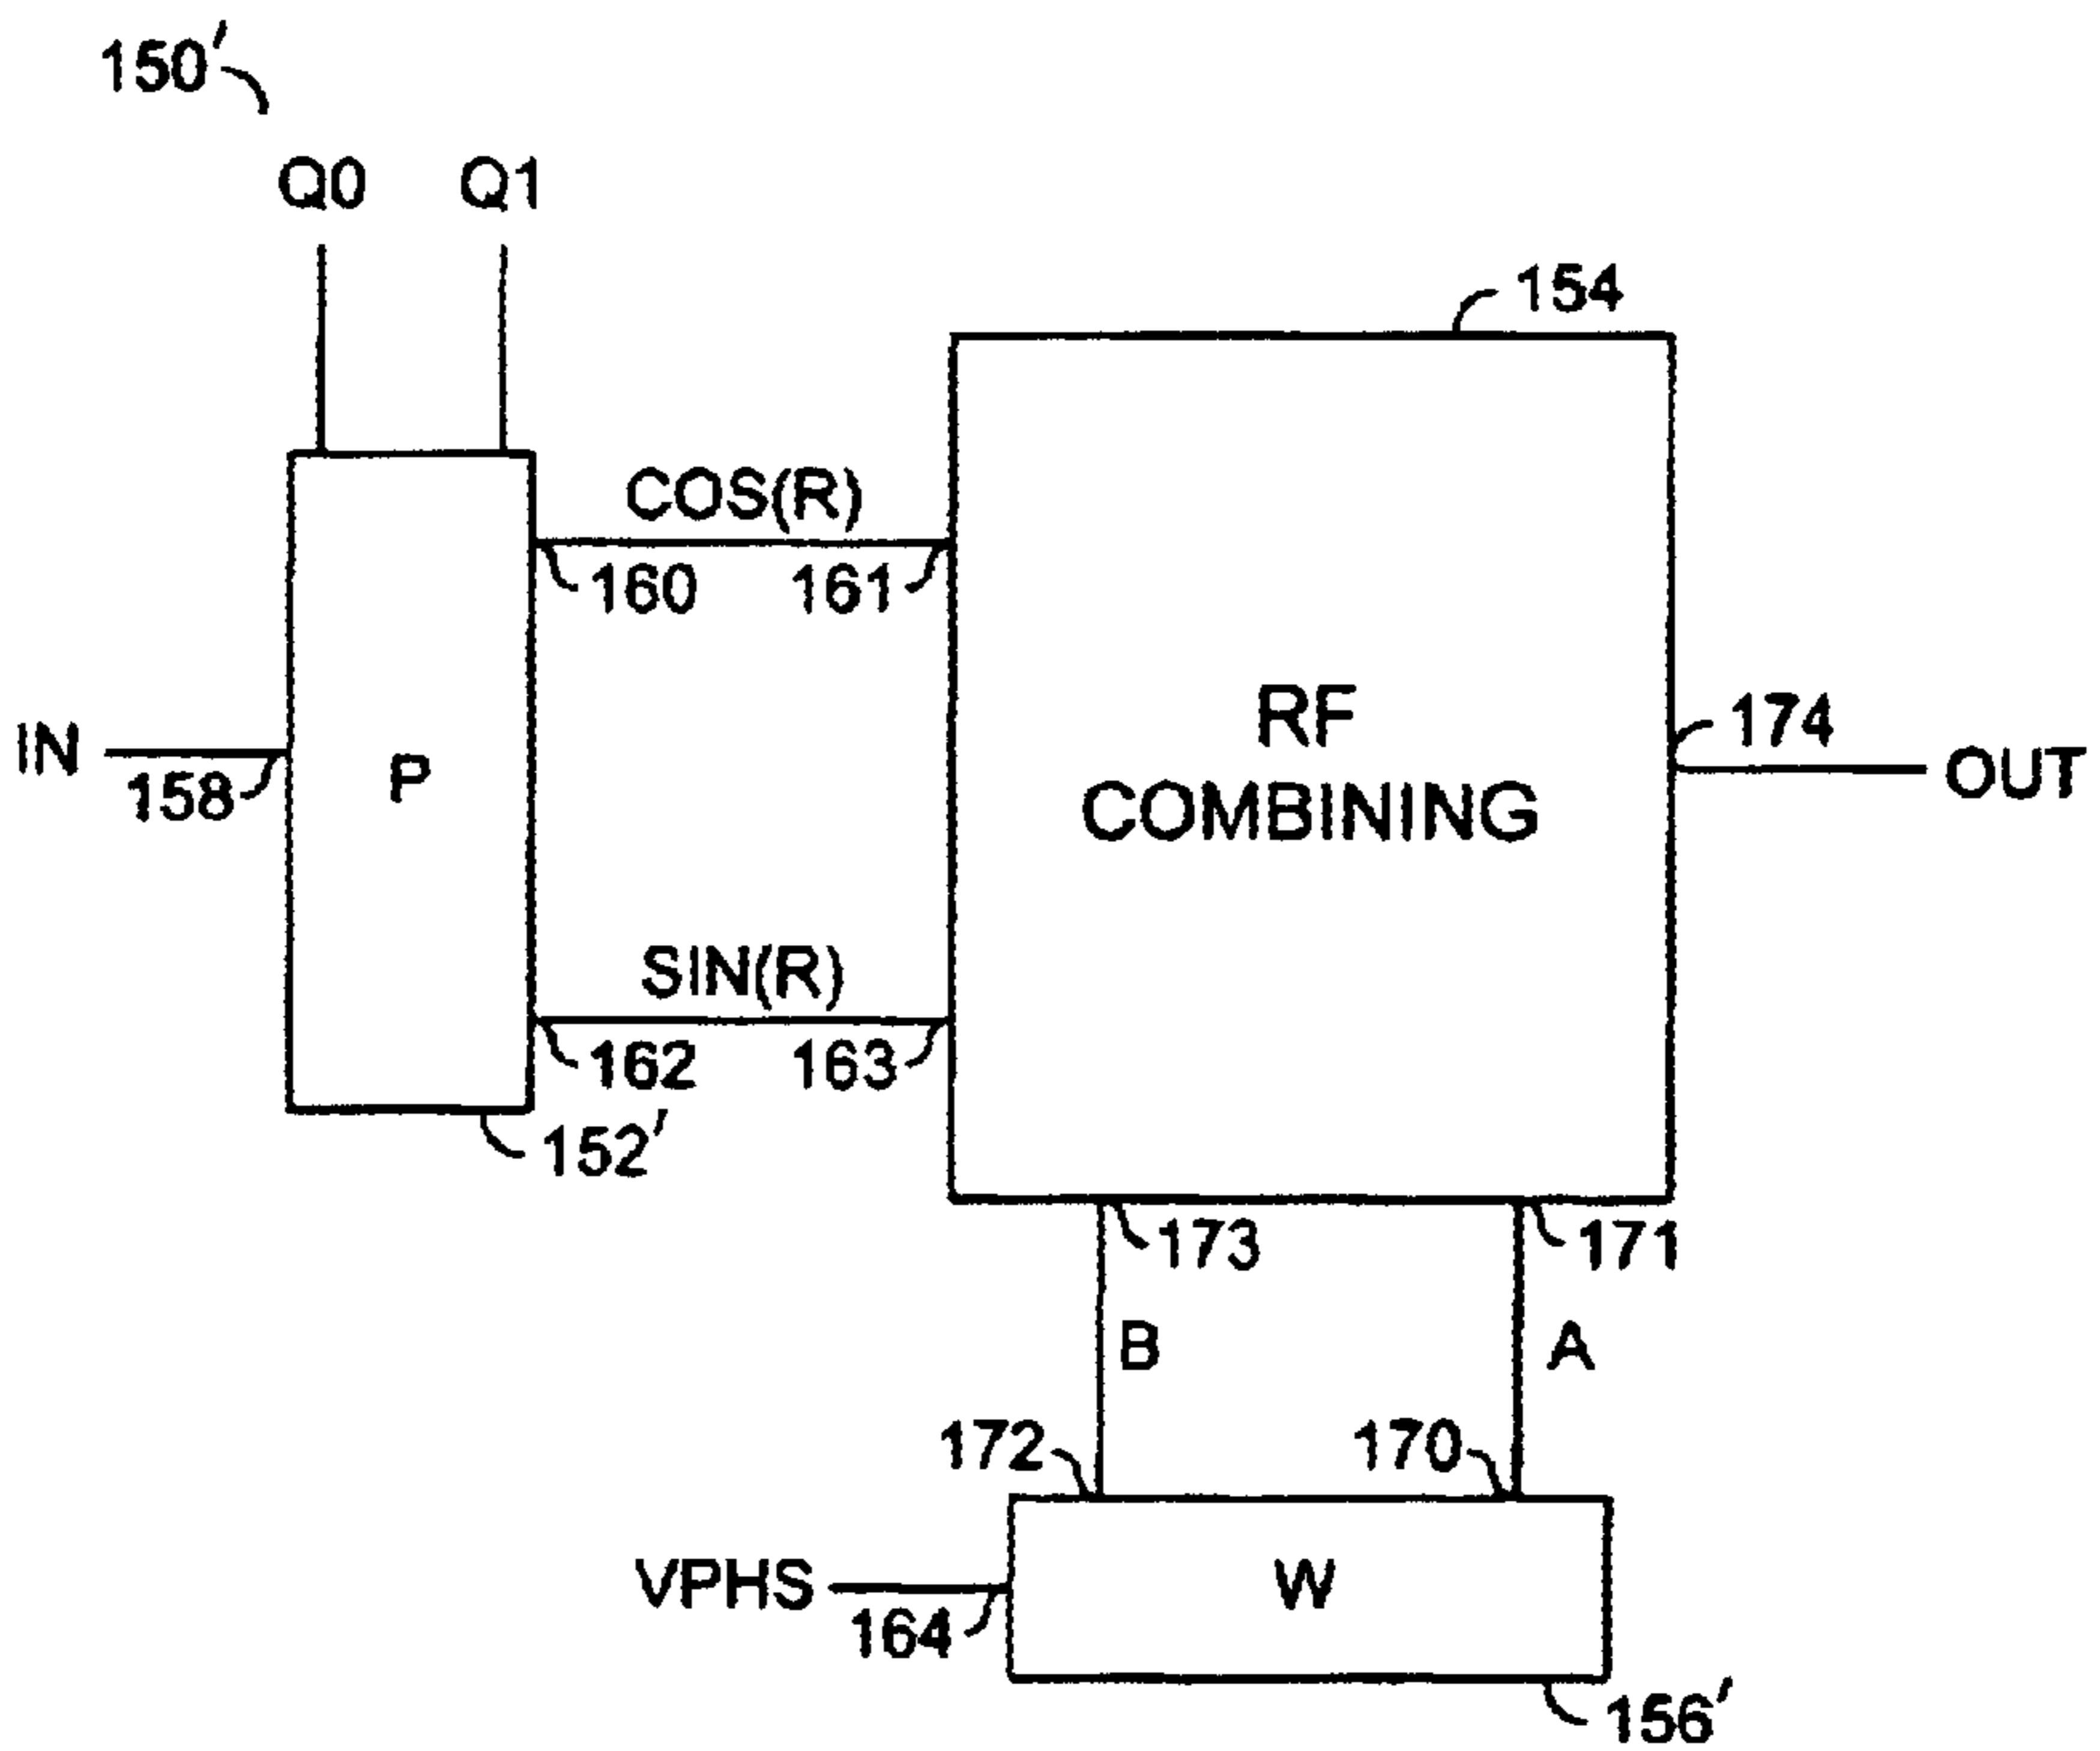 150′
Q0 Q1
154
COS(R)
160 161
RF
COMBINING
174
IN
158
P
OUT
SIN(R)
162 163
152′
173 171
B A
172 170
VPHS
164
W
156′